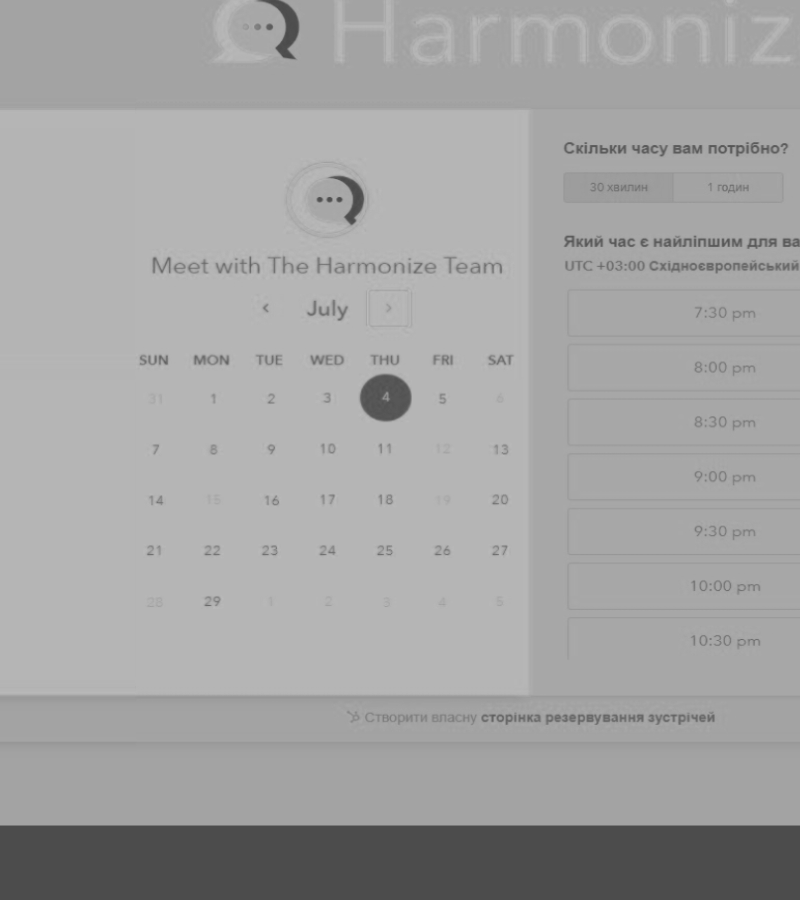 Harmoniz
Meet with The Harmonize Team
July
SUN MON TUE WED THU FRI SAT
31 1 2 3 4 5 6
7 8 9 10 11 12 13
14 15 16 17 18 19 20
21 22 23 24 25 26 27
28 29 1 2 3 4 5
Скільки часу вам потрібно?
30 хвилин 1 годин
Який час є найліпшим для ва
UTC +03:00 Східноєвропейський
7:30 pm
8:00 pm
8:30 pm
9:00 pm
9:30 pm
10:00 pm
10:30 pm
Створити власну сторінка резервування зустрічей